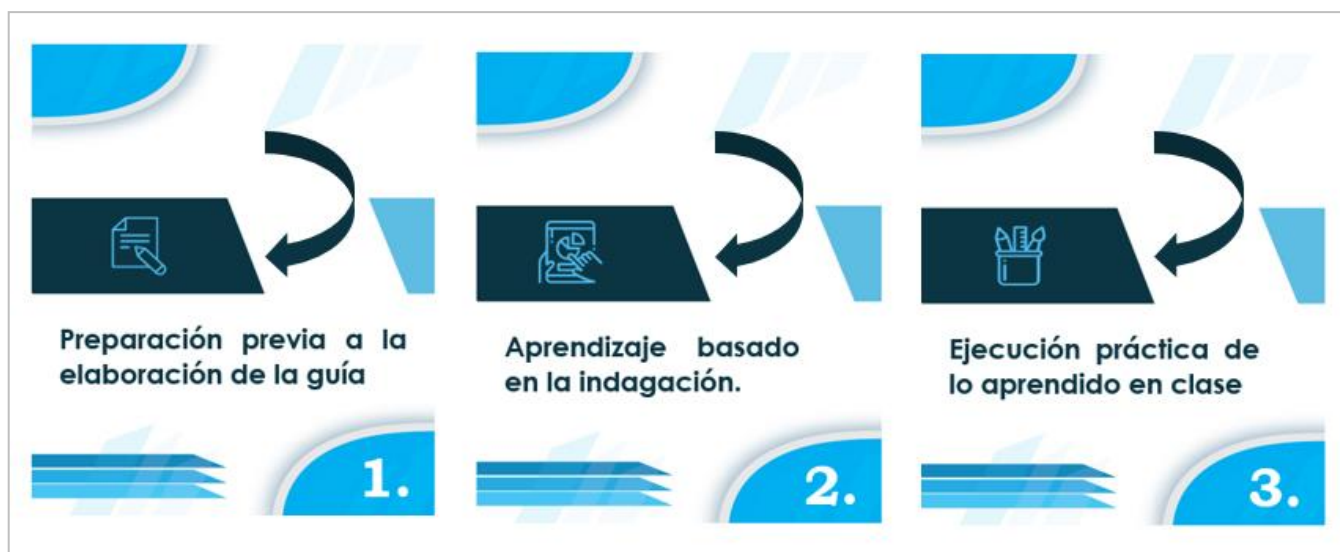 Preparación previa a la
elaboración de la guía
1.
Aprendizaje basado
en la indagación.
2.
Ejecución práctica de
lo aprendido en clase
3.